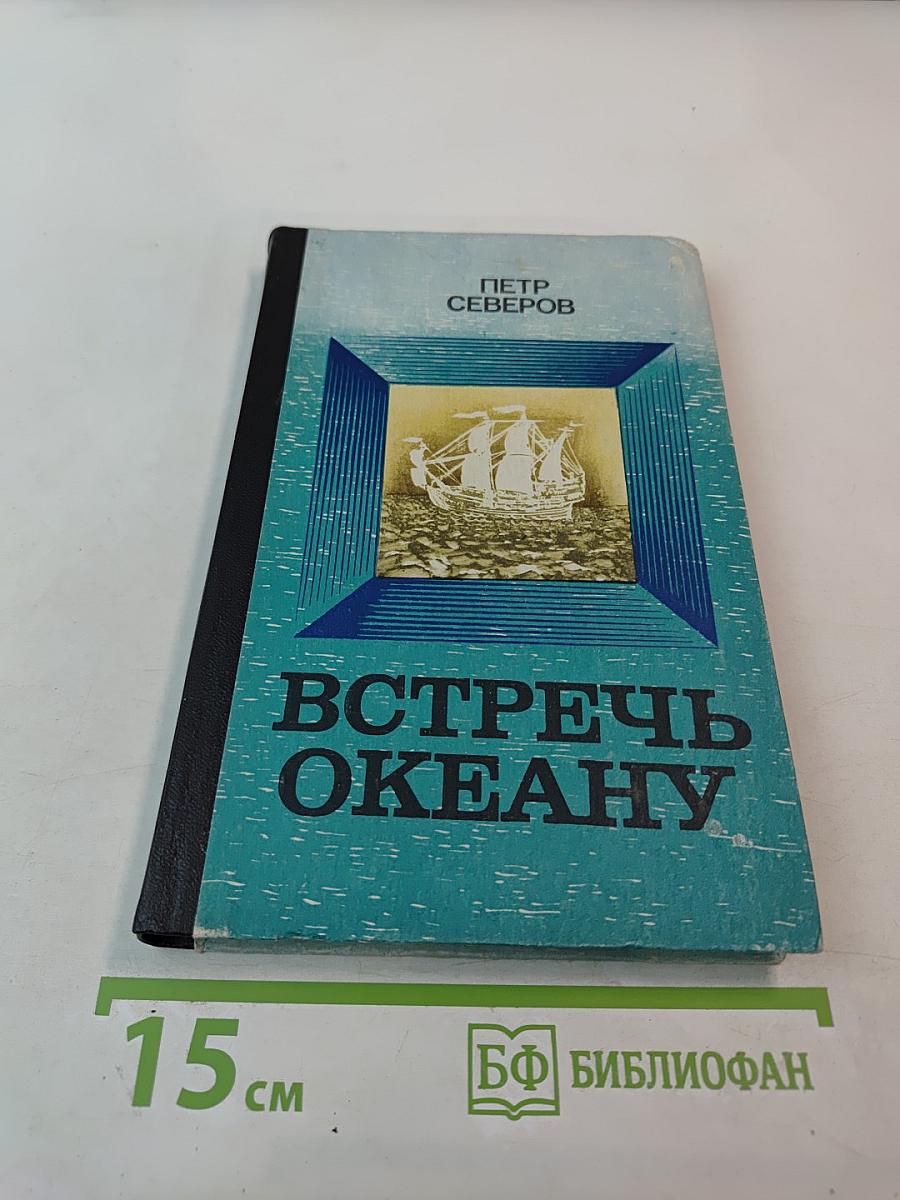 ПЕТР
СЕВЕРОВ
ВСТРЕЧЬ
ОКЕАНУ
15 см
БФ БИБЛИОФАН